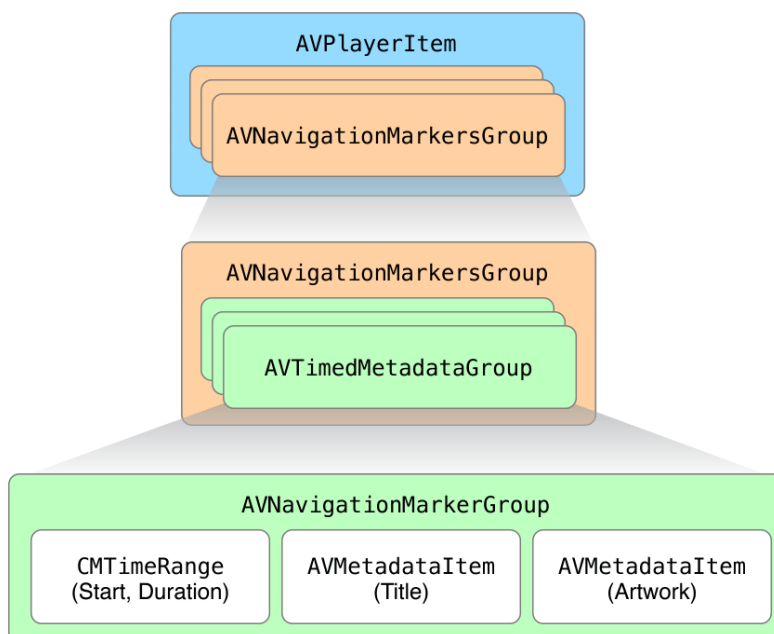 AVPlayerItem
AVNavigationMarkersGroup
AVNavigationMarkersGroup
AVTimedMetadataGroup
AVNavigationMarkerGroup
CMTimeRange
(Start, Duration)
AVMetadataItem
(Title)
AVMetadataItem
(Artwork)